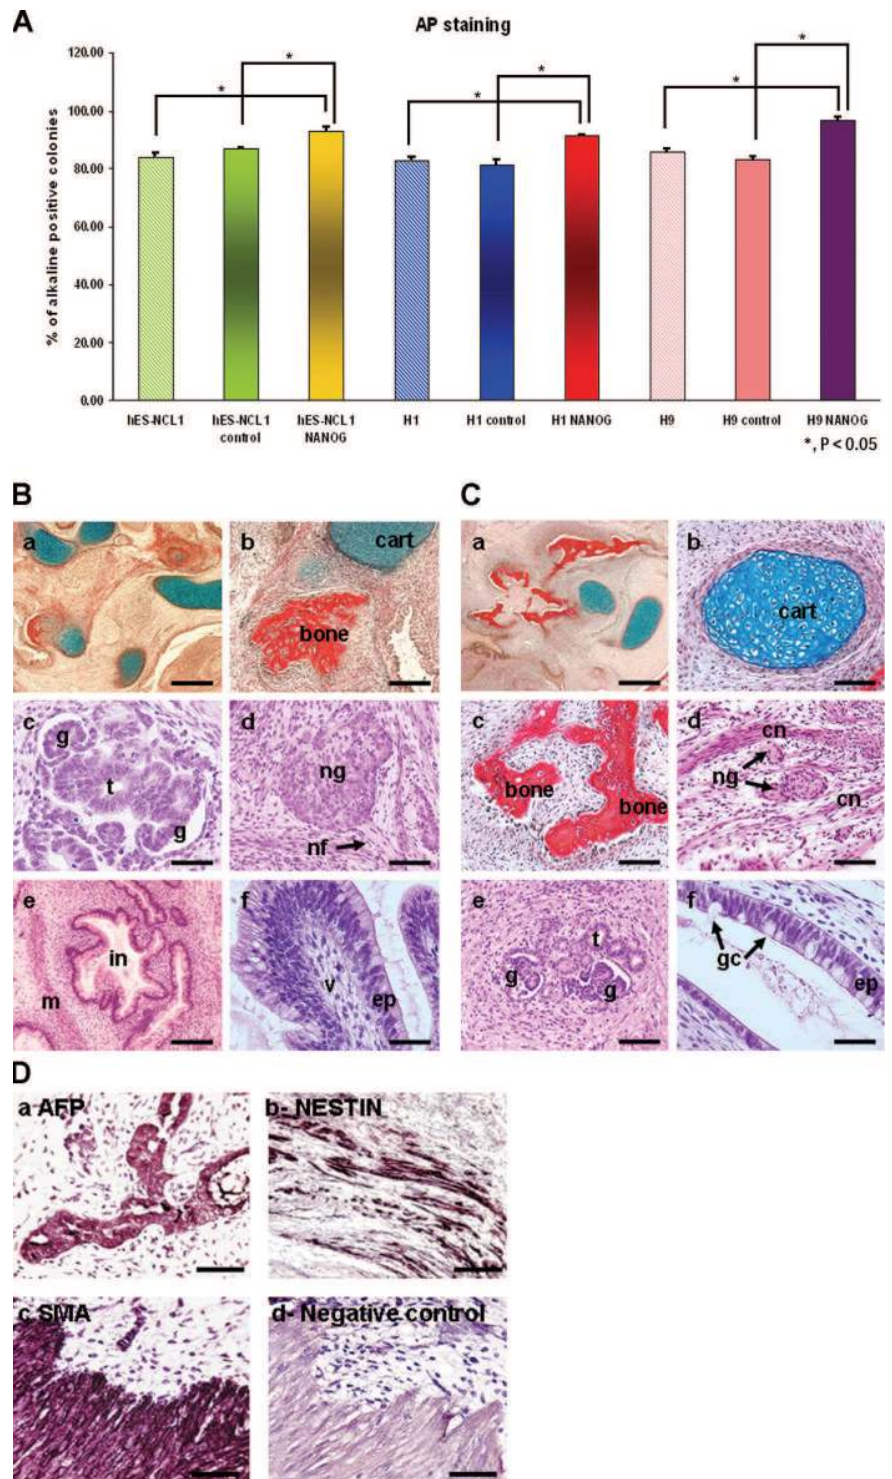 A
AP staining
% of alkaline positive colonies
120.00
100.00
80.00
60.00
40.00
20.00
0.00
*
*
*
*
*
*
hES-NCL1
hES-NCL1
control
hES-NCL1
NANOG
H1
H1 control
H1 NANOG
H9
H9 control
H9 NANOG
*, P < 0.05
B
a
b
cart
bone
c
g
t
g
d
ng
nf
e
in
m
f
v
ep
C
a
b
cart
c
bone
bone
d
cn
ng
cn
e
t
g
g
f
gc
ep
D
a AFP
b- NESTIN
c SMA
d- Negative control